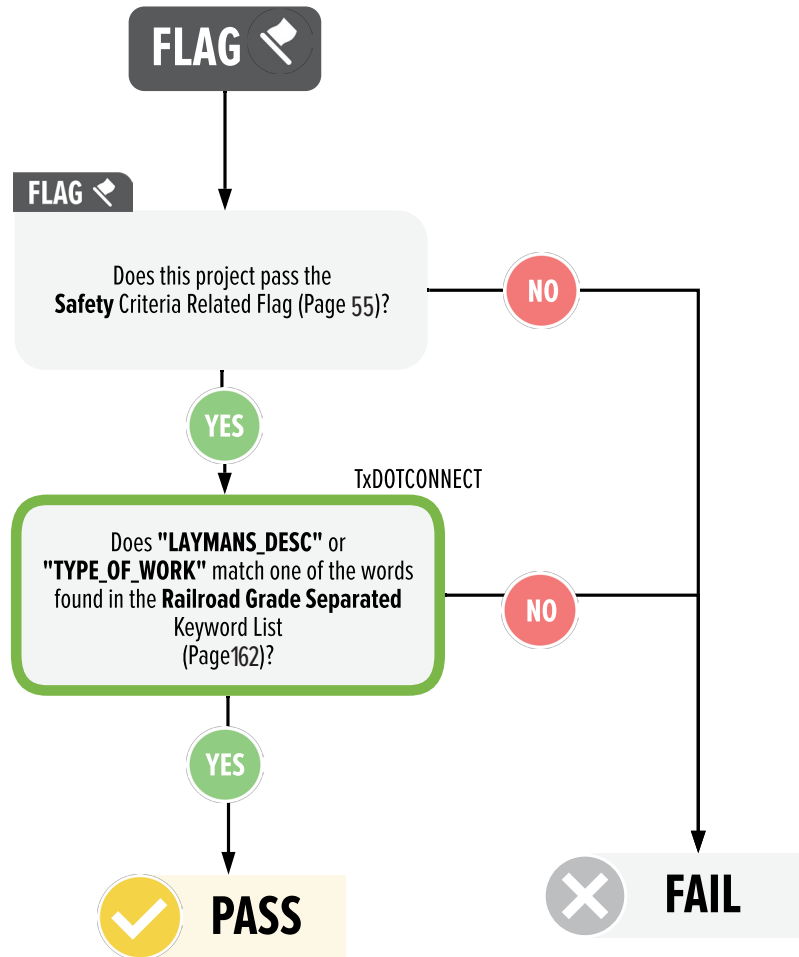 FLAG
FLAG
Does this project pass the
Safety Criteria Related Flag (Page 55)?
NO
YES
TxDOTCONNECT
Does "LAYMANS_DESC" or
"TYPE_OF_WORK" match one of the words
found in the Railroad Grade Separated
Keyword List
(Page162)?
NO
YES
PASS
FAIL